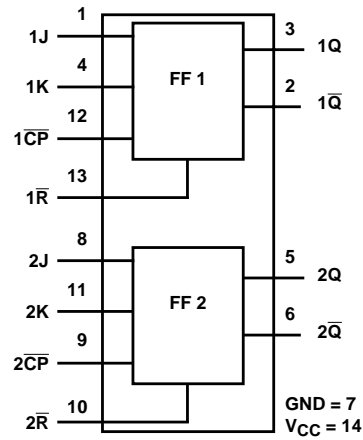 1
1J
3
1Q
4
1K
FF 1
2
1Q̅
12
1C̅P̅
13
1R̅
8
2J
5
2Q
11
2K
FF 2
6
2Q̅
9
2C̅P̅
10
2R̅
GND = 7
VCC = 14